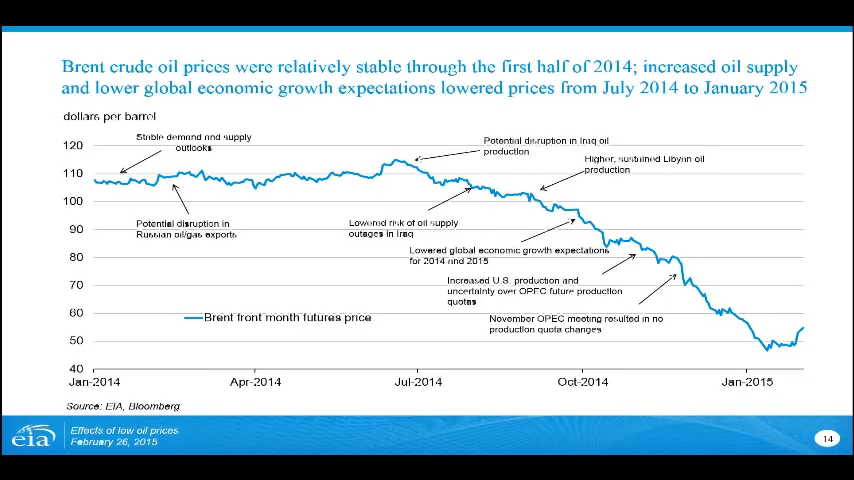 Brent crude oil prices were relatively stable through the first half of 2014; increased oil supply
and lower global economic growth expectations lowered prices from July 2014 to January 2015
dollars per barrel
Stable demand and supply
outlooks
Potential disruption in Iraq oil
production
Higher, sustained Libyan oil
production
120
110
100
90
80
70
60
50
40
Potential disruption in
Russian oil/gas exports
Lowered risk of oil supply
outages in Iraq
Lowered global economic growth expectations
for 2014 and 2015
Increased U.S. production and
uncertainty over OPEC future production
quotas
November OPEC meeting resulted in no
production quota changes
Brent front month futures price
Jan-2014 Apr-2014 Jul-2014 Oct-2014 Jan-2015
Source: EIA, Bloomberg
eia
Effects of low oil prices
February 26, 2015
14